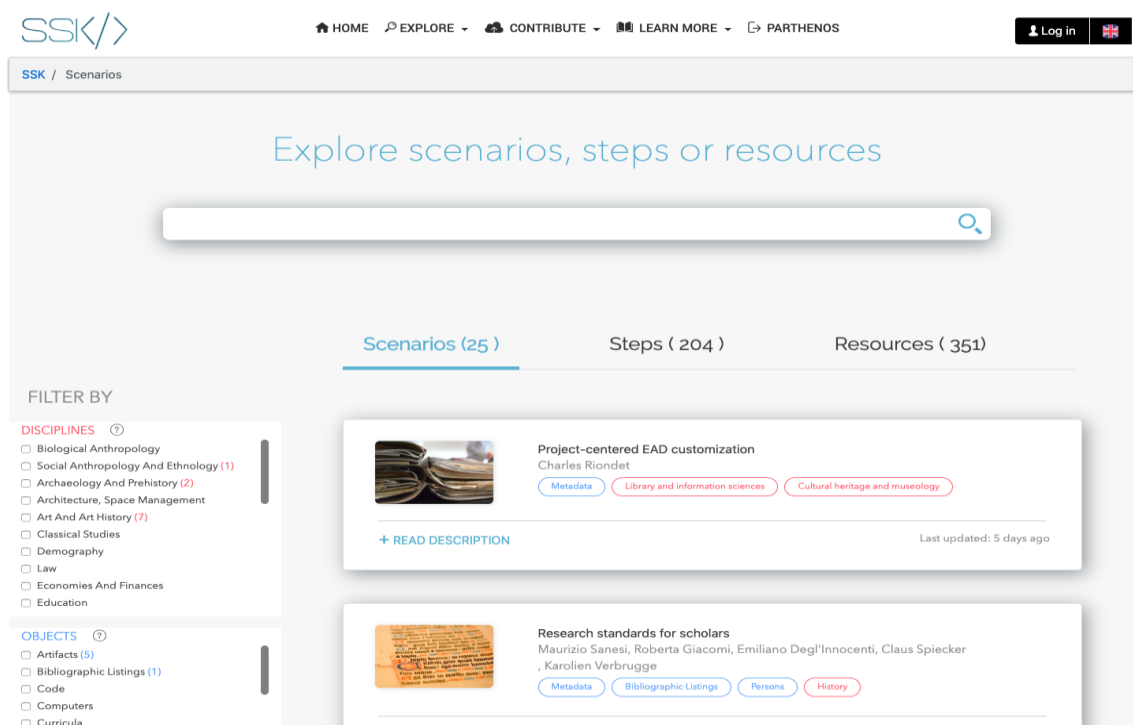 SSK</>
HOME EXPLORE CONTRIBUTE LEARN MORE PARTHENOS
Log in
SSK / Scenarios
Explore scenarios, steps or resources
Scenarios (25 ) Steps ( 204 ) Resources ( 351)
FILTER BY
DISCIPLINES ?
Biological Anthropology
Social Anthropology And Ethnology (1)
Archaeology And Prehistory (2)
Architecture, Space Management
Art And Art History (7)
Classical Studies
Demography
Law
Economies And Finances
Education
OBJECTS ?
Artifacts (5)
Bibliographic Listings (1)
Code
Computers
Curricula
Project-centered EAD customization
Charles Riondet
Metadata Library and information sciences Cultural heritage and museology
+ READ DESCRIPTION Last updated: 5 days ago
Research standards for scholars
Maurizio Sanesi, Roberta Giacomi, Emiliano Degl'Innocenti, Claus Spiecker
, Karolien Verbrugge
Metadata Bibliographic Listings Persons History